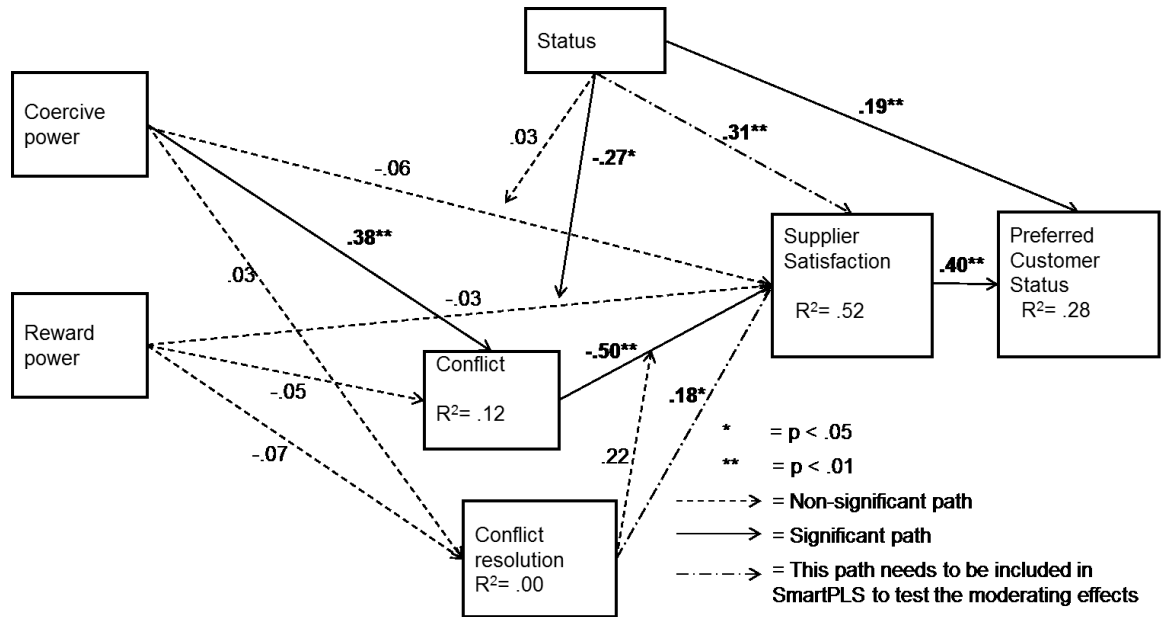 Status
Coercive
power
.19**
.31**
.03
-.27*
-.06
.38**
Supplier
Satisfaction
R²= .52
.40**
Preferred
Customer
Status
R²= .28
.03
-.03
Reward
power
-.05
Conflict
R²= .12
-.50**
.18*
-.07
.22
* = p < .05
** = p < .01
= Non-significant path
Conflict
resolution
R²= .00
= Significant path
= This path needs to be included in
SmartPLS to test the moderating effects